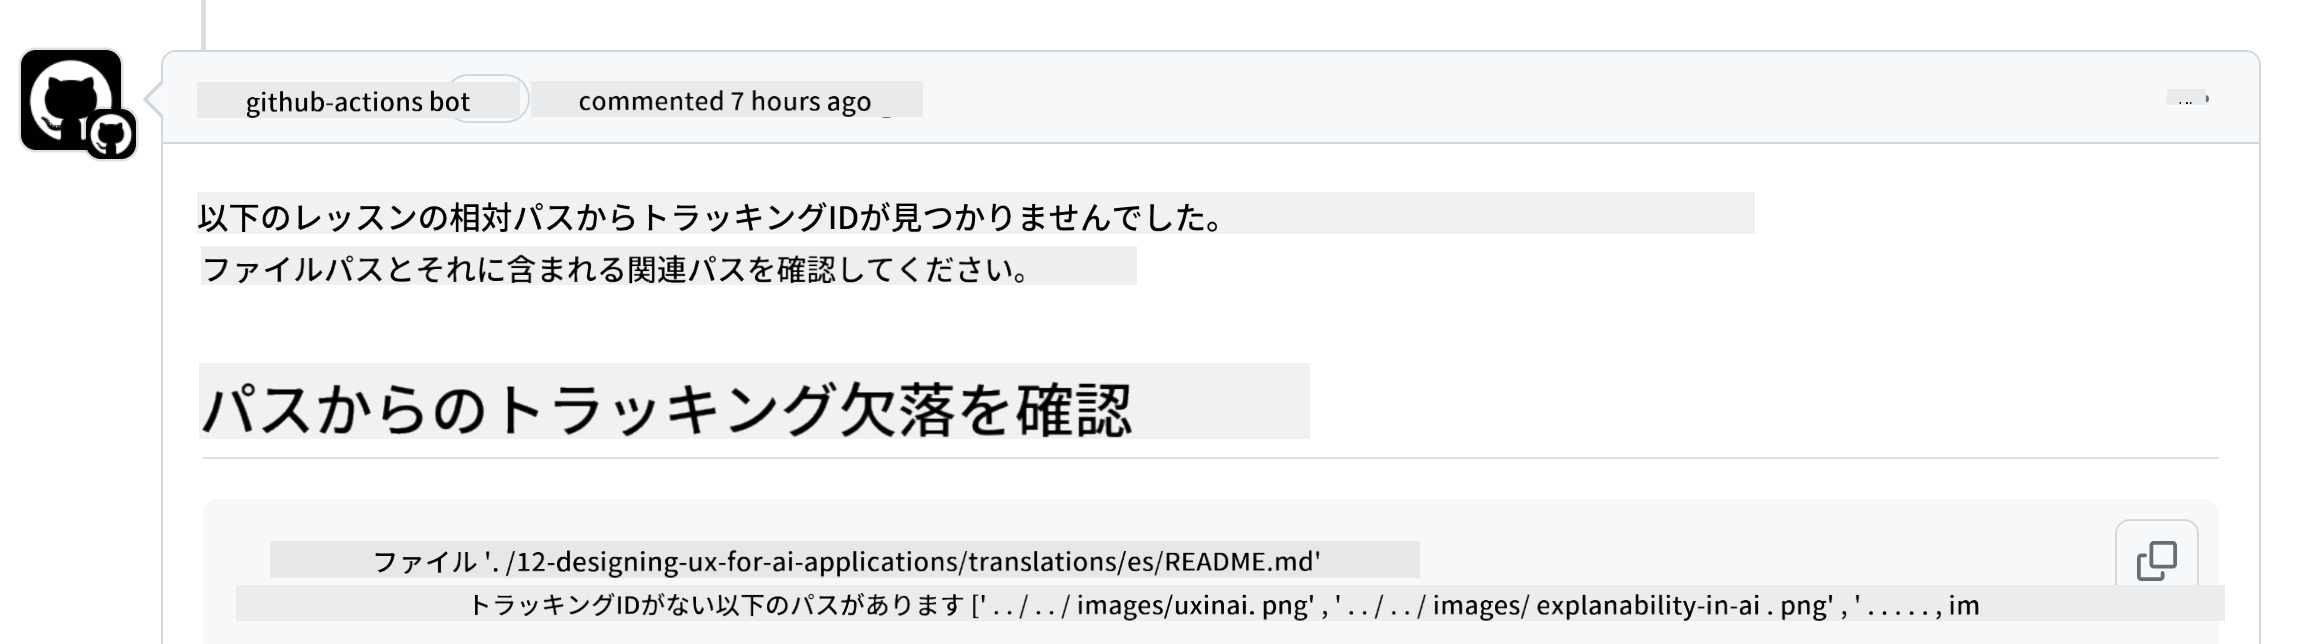 github-actions bot commented 7 hours ago
以下のレッスンの相対パスからトラッキングIDが見つかりませんでした。
ファイルパスとそれに含まれる関連パスを確認してください。
パスからのトラッキング欠落を確認
ファイル './12-designing-ux-for-ai-applications/translations/es/README.md'
トラッキングIDがない以下のパスがあります ['../../images/uxinai.png', '../../images/explanability-in-ai.png', '....., im